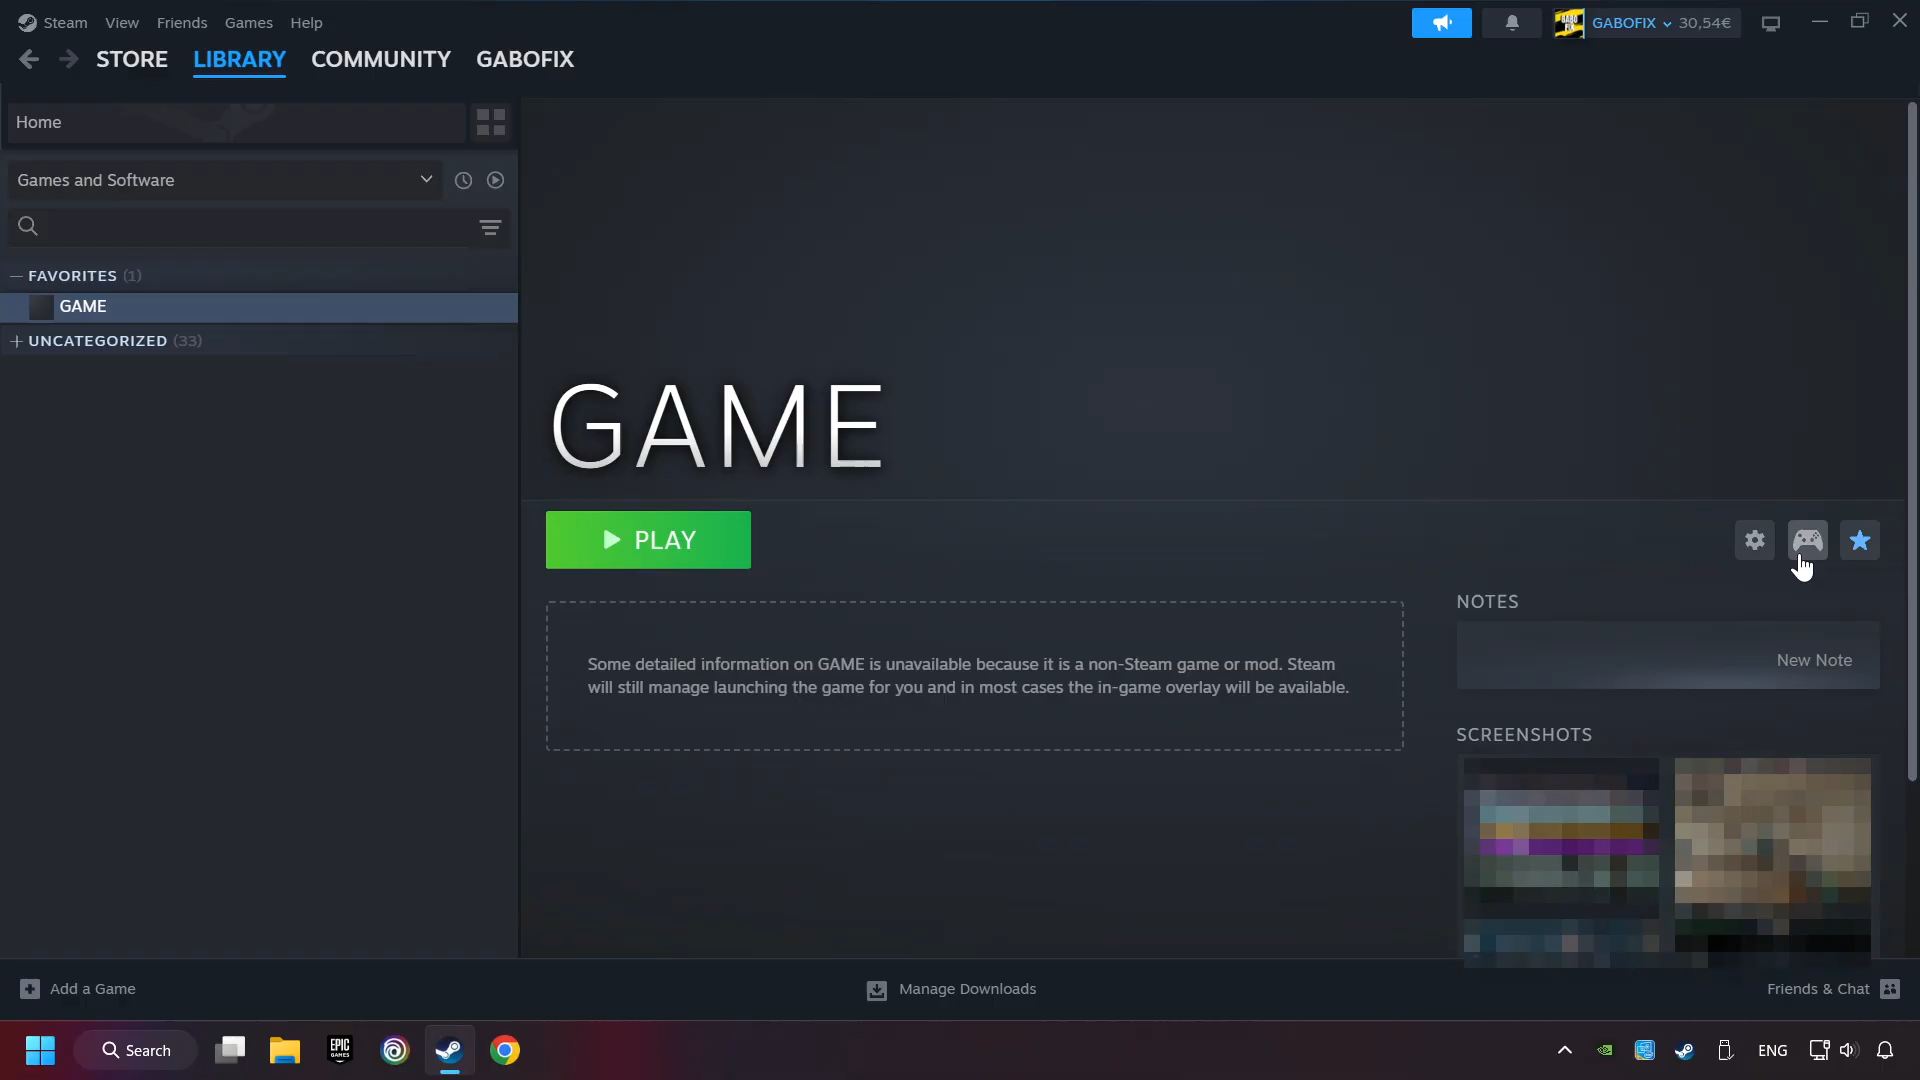 Steam View Friends Games Help
GABOFIX 30,54€
STORE LIBRARY COMMUNITY GABOFIX
Home
Games and Software
FAVORITES (1)
GAME
UNCATEGORIZED (33)
GAME
PLAY
NOTES
New Note
Some detailed information on GAME is unavailable because it is a non-Steam game or mod. Steam
will still manage launching the game for you and in most cases the in-game overlay will be available.
SCREENSHOTS
Add a Game
Manage Downloads
Friends & Chat
Search
EPIC
GAMES
ENG